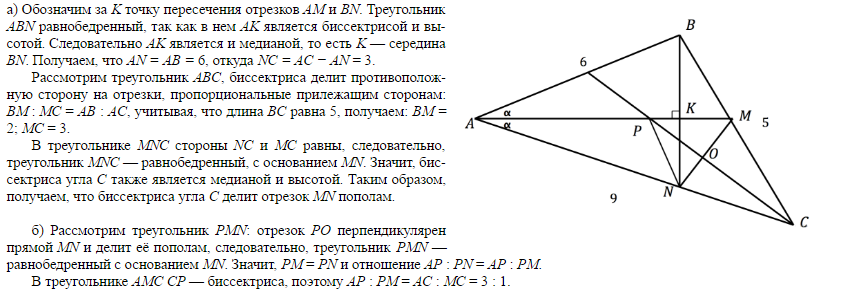 а) Обозначим за K точку пересечения отрезков AM и BN. Треугольник
ABN равнобедренный, так как в нем AK является биссектрисой и вы-
сотой. Следовательно AK является и медианой, то есть K — середина
BN. Получаем, что AN = AB = 6, откуда NC = AC − AN = 3.
Рассмотрим треугольник ABC, биссектриса делит противополож-
ную сторону на отрезки, пропорциональные прилежащим сторонам:
BM : MC = AB : AC, учитывая, что длина BC равна 5, получаем: BM =
2; MC = 3.
В треугольнике MNC стороны NC и MC равны, следовательно,
треугольник MNC — равнобедренный, с основанием MN. Значит, бис-
сектриса угла C также является медианой и высотой. Таким образом,
получаем, что биссектриса угла C делит отрезок MN пополам.
б) Рассмотрим треугольник PMN: отрезок PO перпендикулярен
прямой MN и делит её пополам, следовательно, треугольник PMN —
равнобедренный с основанием MN. Значит, PM = PN и отношение AP : PN = AP : PM.
В треугольнике AMC CP — биссектриса, поэтому AP : PM = AC : MC = 3 : 1.
B
6
α
K
A
M
5
α
P
O
N
9
C